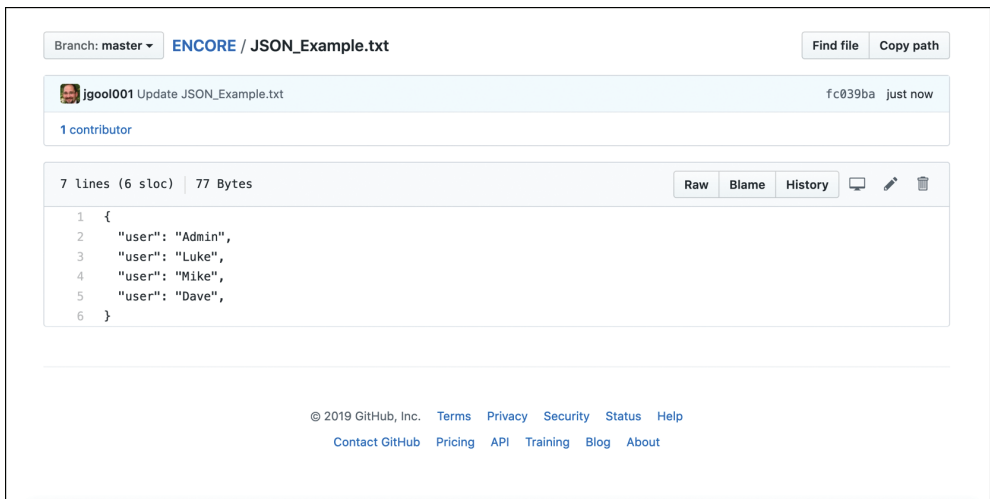 Branch: master ENCORE / JSON_Example.txt Find file Copy path
jgool001 Update JSON_Example.txt fc039ba just now
1 contributor
7 lines (6 sloc) 77 Bytes Raw Blame History
1 {
2 "user": "Admin",
3 "user": "Luke",
4 "user": "Mike",
5 "user": "Dave",
6 }
© 2019 GitHub, Inc. Terms Privacy Security Status Help
Contact GitHub Pricing API Training Blog About